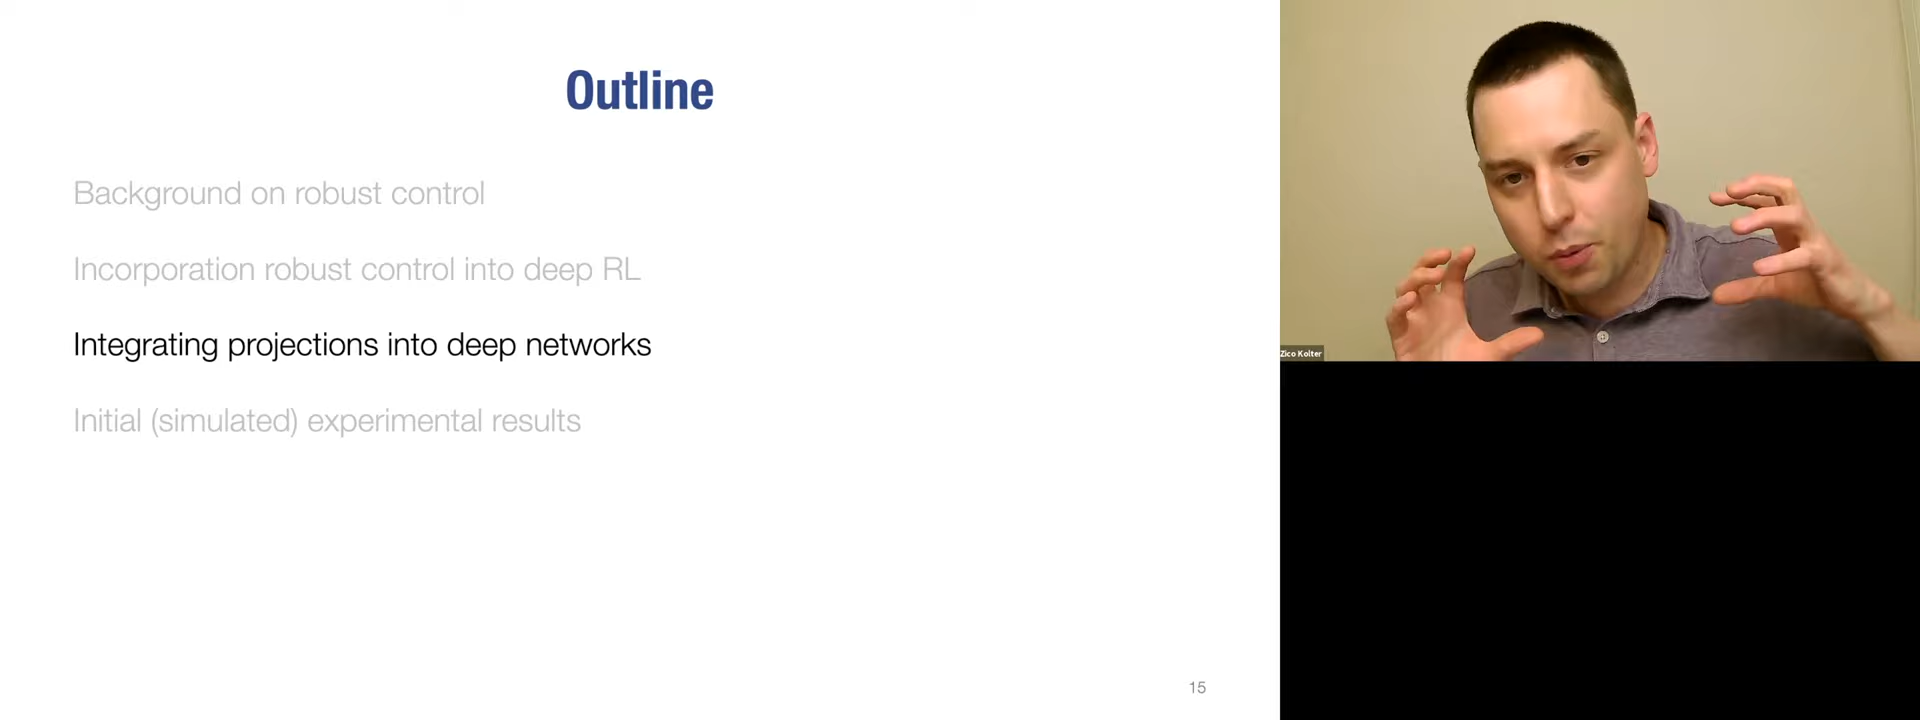 Outline
Background on robust control
Incorporation robust control into deep RL
Integrating projections into deep networks
Initial (simulated) experimental results
15
Zico Kolter